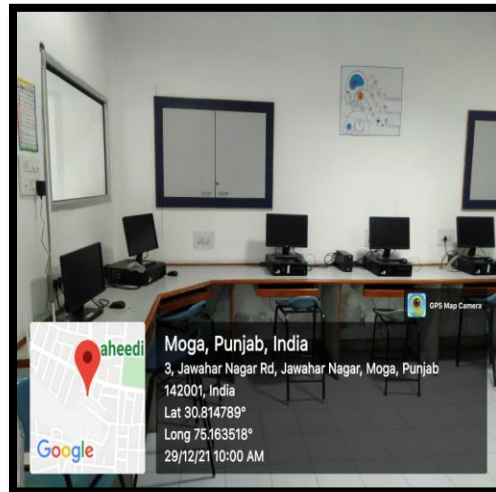 GPS Map Camera
aheedi
Moga, Punjab, India
3, Jawahar Nagar Rd, Jawahar Nagar, Moga, Punjab
142001, India
Lat 30.814789°
Long 75.163518°
29/12/21 10:00 AM
Google